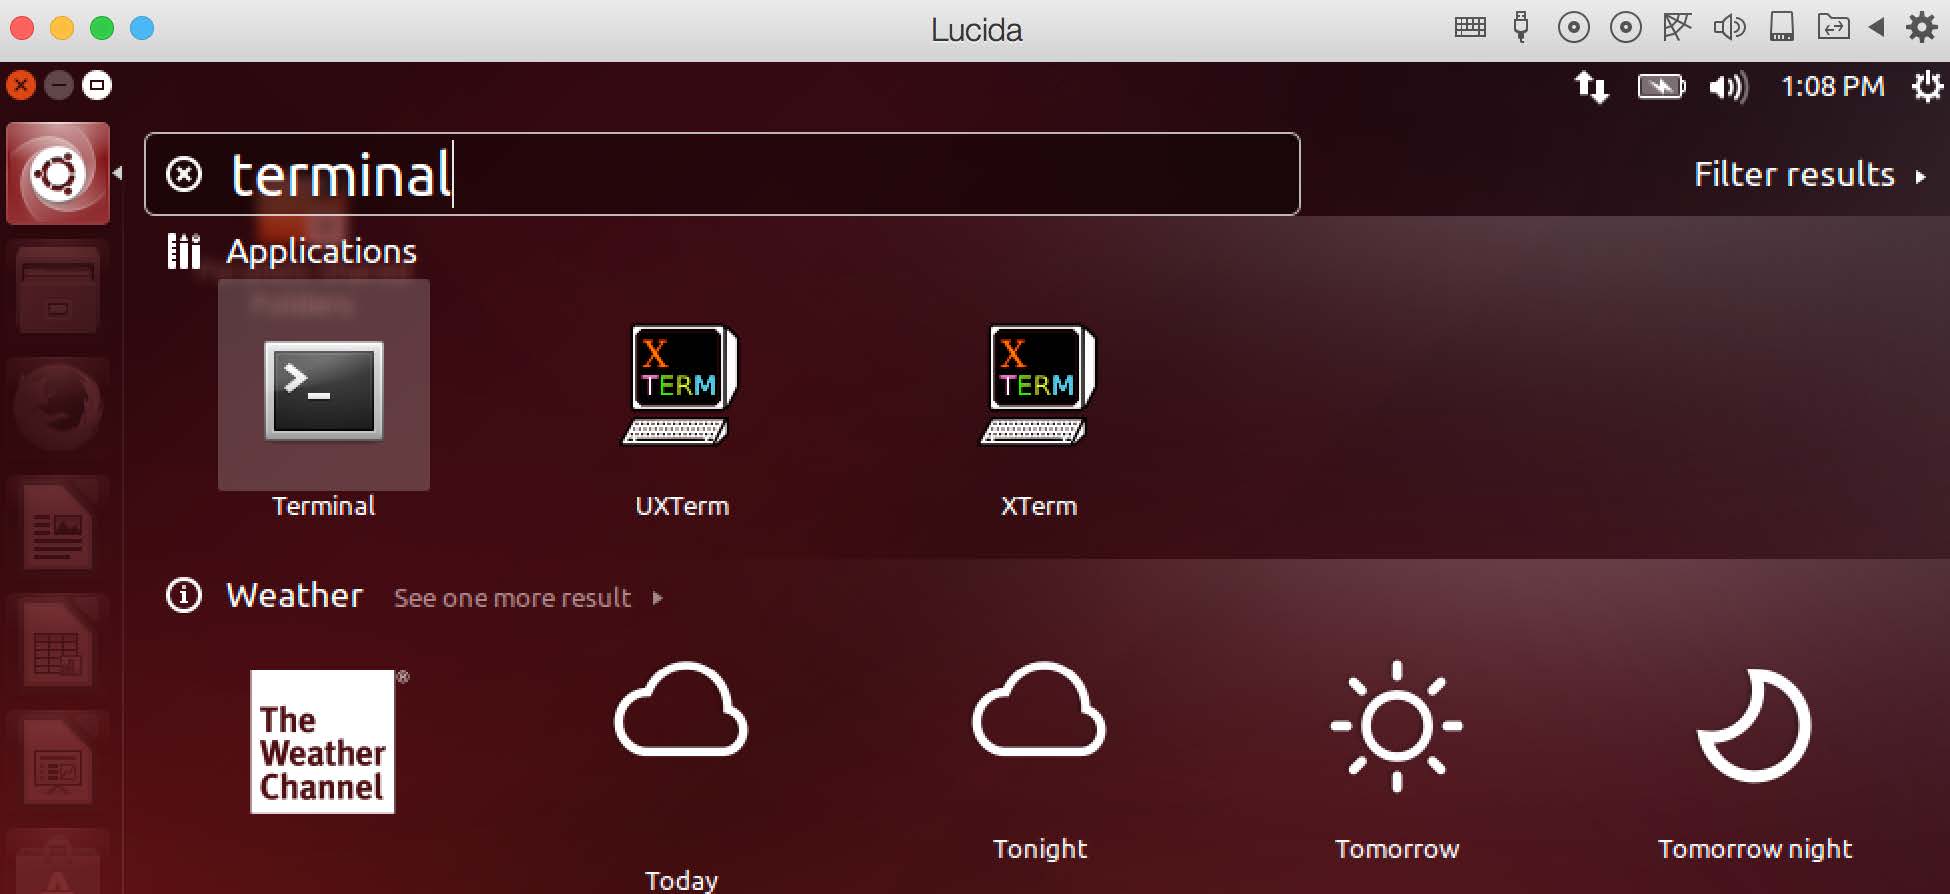 Lucida
1:08 PM
terminal
Filter results
Applications
Folders
X
TERM
X
TERM
Terminal
UXTerm
XTerm
Weather
See one more result
The
Weather
Channel
®
Tonight
Tomorrow
Tomorrow night
Today